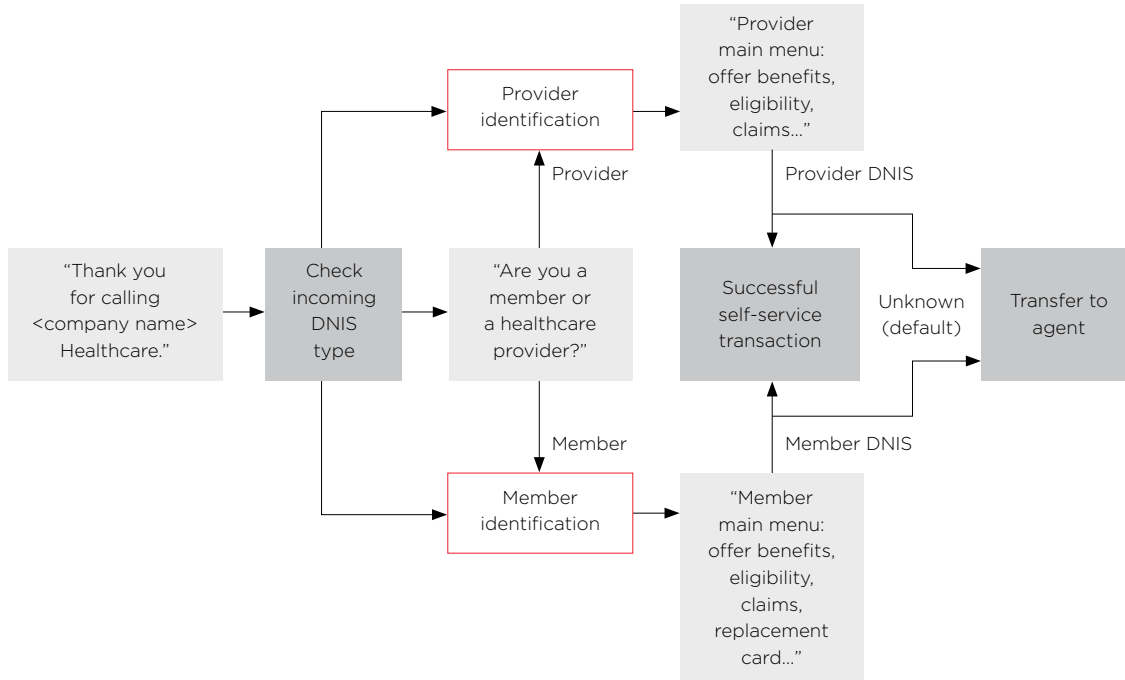 “Thank you
for calling
<company name>
Healthcare.”
Check
incoming
DNIS
type
Provider
identification
Provider
“Are you a
member or
a healthcare
provider?”
Member
Member
identification
“Provider
main menu:
offer benefits,
eligibility,
claims...”
Provider DNIS
Successful
self-service
transaction
Unknown
(default)
Transfer to
agent
Member DNIS
“Member
main menu:
offer benefits,
eligibility,
claims,
replacement
card...”